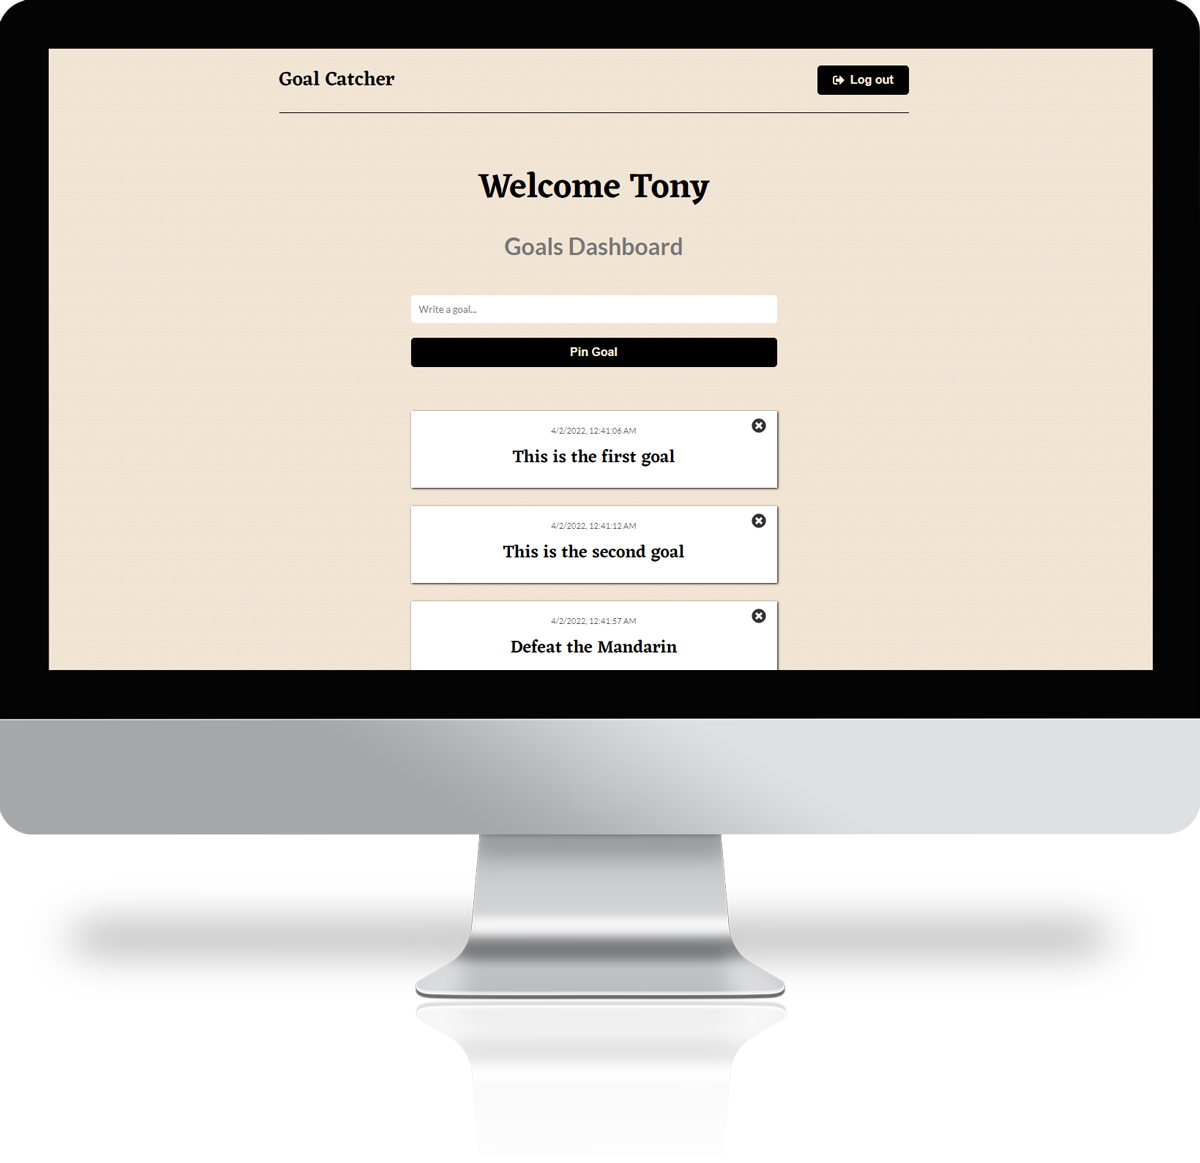 Goal Catcher
Log out
Welcome Tony
Goals Dashboard
Write a goal...
Pin Goal
4/2/2022, 12:41:06 AM
This is the first goal
4/2/2022, 12:41:12 AM
This is the second goal
4/2/2022, 12:41:57 AM
Defeat the Mandarin